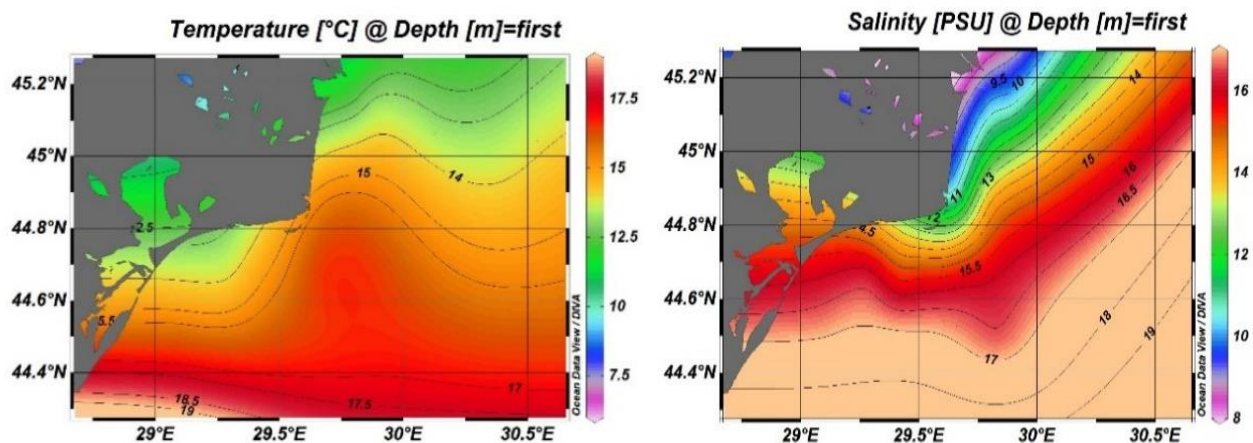 Temperature [°C] @ Depth [m]=first
45.2°N
45°N
44.8°N
44.6°N
44.4°N
29°E
29.5°E
30°E
30.5°E
14
15
2.5
5.5
17
17.5
18.5
19
17.5
15
12.5
10
7.5
Ocean Data View / DIVA
Salinity [PSU] @ Depth [m]=first
45.2°N
45°N
44.8°N
44.6°N
44.4°N
29°E
29.5°E
30°E
30.5°E
9.5
10
14
11
13
15
2
4.5
16
16.5
15.5
18
19
17
16
14
12
10
8
Ocean Data View / DIVA